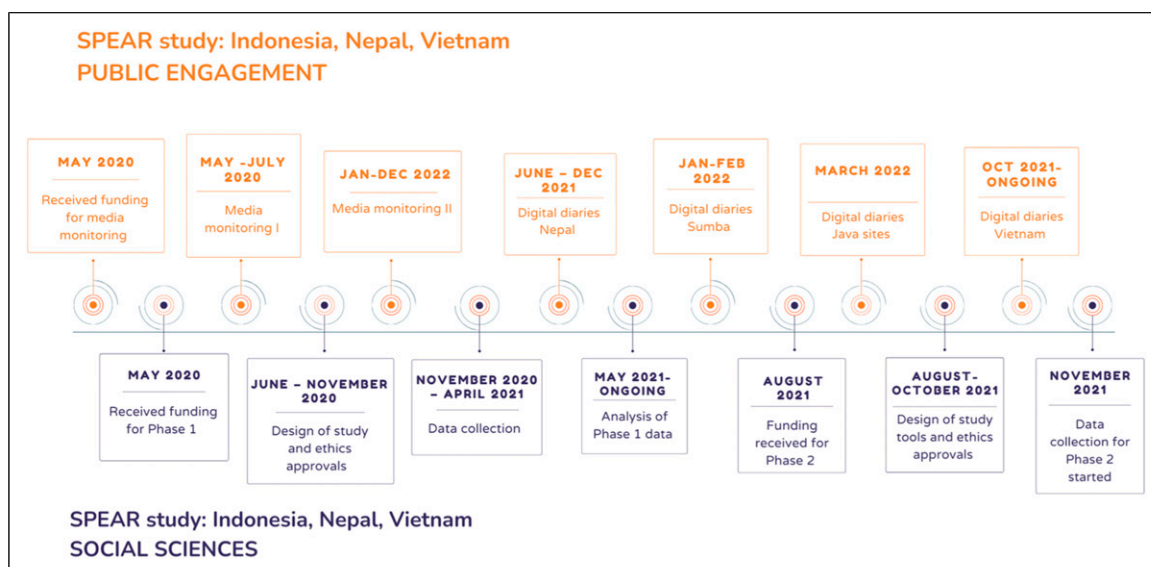 SPEAR study: Indonesia, Nepal, Vietnam
PUBLIC ENGAGEMENT
MAY 2020
Received funding
for media
monitoring
MAY -JULY
2020
Media
monitoring I
JAN-DEC 2022
Media monitoring II
JUNE – DEC
2021
Digital diaries
Nepal
JAN-FEB
2022
Digital diaries
Sumba
MARCH 2022
Digital diaries
Java sites
OCT 2021-
ONGOING
Digital diaries
Vietnam
MAY 2020
Received funding
for Phase 1
JUNE – NOVEMBER
2020
Design of study
and ethics
approvals
NOVEMBER 2020
– APRIL 2021
Data collection
MAY 2021-
ONGOING
Analysis of
Phase 1 data
AUGUST
2021
Funding
received for
Phase 2
AUGUST-
OCTOBER 2021
Design of study
tools and ethics
approvals
NOVEMBER
2021
Data
collection for
Phase 2
started
SPEAR study: Indonesia, Nepal, Vietnam
SOCIAL SCIENCES